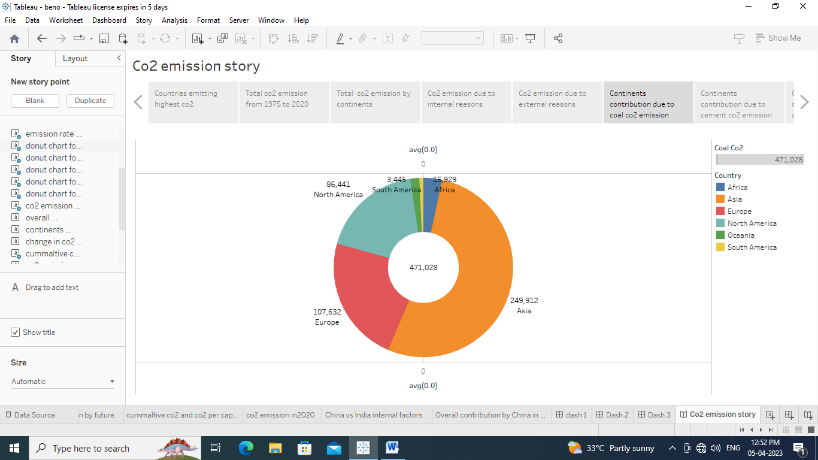 Tableau - beno - Tableau license expires in 5 days
File Data Worksheet Dashboard Story Analysis Format Server Window Help
Show Me
Story Layout
New story point
Blank Duplicate
emission rate ...
donut chart fo...
donut chart fo...
donut chart fo...
donut chart fo...
donut chart fo...
co2 emission ...
overall ...
continents ...
change in co2 ...
cummaltive c...
A Drag to add text
Show title
Size
Automatic
Co2 emission story
Countries emitting
highest co2
Total co2 emission
from 1975 to 2020
Total co2 emission by
continents
Co2 emission due to
internal reasons
Co2 emission due to
external reasons
Continents
contribution due to
coal co2 emission
Continents
contribution due to
cement co2 emission
avg(0.0)
0
86,441
North America
3,445
South America
15,929
Africa
471,028
249,912
Asia
107,632
Europe
0
avg(0.0)
Coal Co2
471,028
Country
Africa
Asia
Europe
North America
Oceania
South America
Data Source
n by future
cummaltive co2 and co2 per cap...
co2 emission in2020
China vs India internal factors
Overall contribution by China in ...
dash 1
Dash 2
Dash 3
Co2 emission story
Type here to search
33°C Partly sunny
ENG
12:52 PM
05-04-2023
1